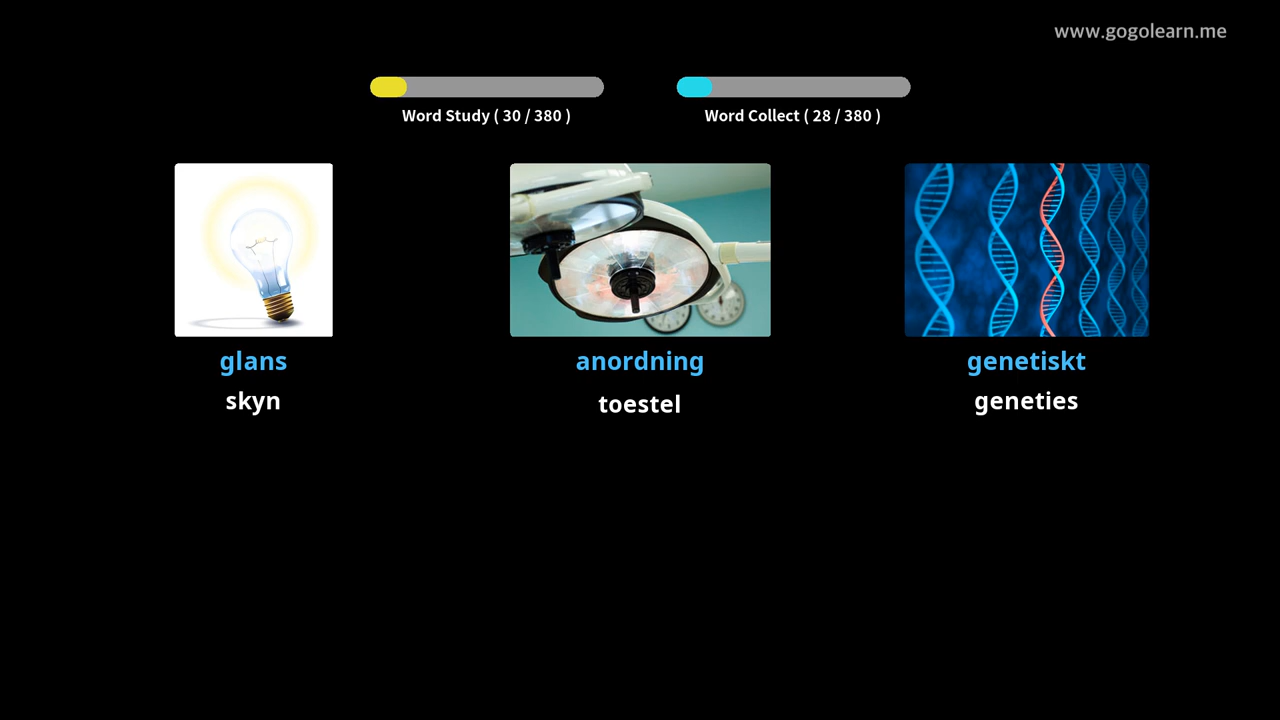 www.gogolearn.me
Word Study ( 30 / 380 )
Word Collect ( 28 / 380 )
glans
anordning
genetiskt
skyn
toestel
geneties